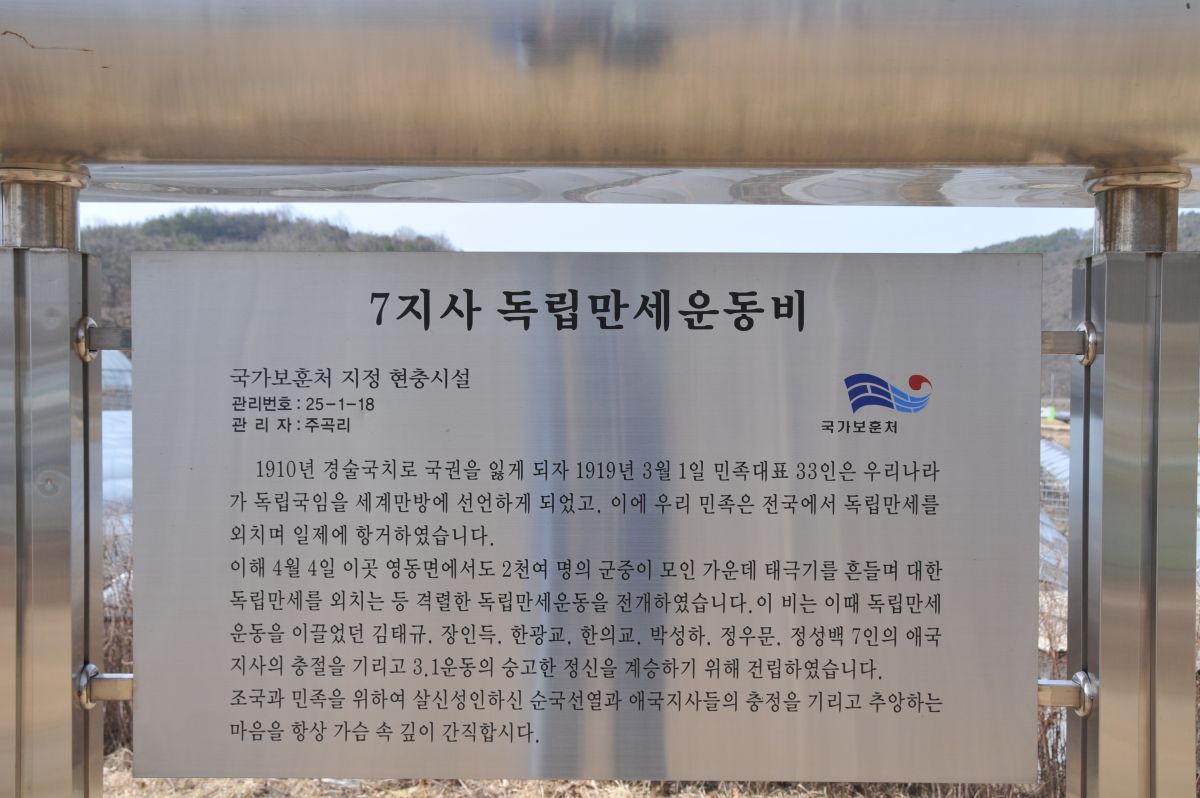 7지사 독립만세운동비
국가보훈처 지정 현충시설
관리번호 : 25-1-18
관 리 자 : 주곡리
국가보훈처
1910년 경술국치로 국권을 잃게 되자 1919년 3월 1일 민족대표 33인은 우리나라
가 독립국임을 세계만방에 선언하게 되었고, 이에 우리 민족은 전국에서 독립만세를
외치며 일제에 항거하였습니다.
이해 4월 4일 이곳 영동면에서도 2천여 명의 군중이 모인 가운데 태극기를 흔들며 대한
독립만세를 외치는 등 격렬한 독립만세운동을 전개하였습니다.이 비는 이때 독립만세
운동을 이끌었던 김태규, 장인득, 한광교, 한의교, 박성하, 정우문, 정성백 7인의 애국
지사의 충절을 기리고 3.1운동의 숭고한 정신을 계승하기 위해 건립하였습니다.
조국과 민족을 위하여 살신성인하신 순국선열과 애국지사들의 충정을 기리고 추앙하는
마음을 항상 가슴 속 깊이 간직합시다.